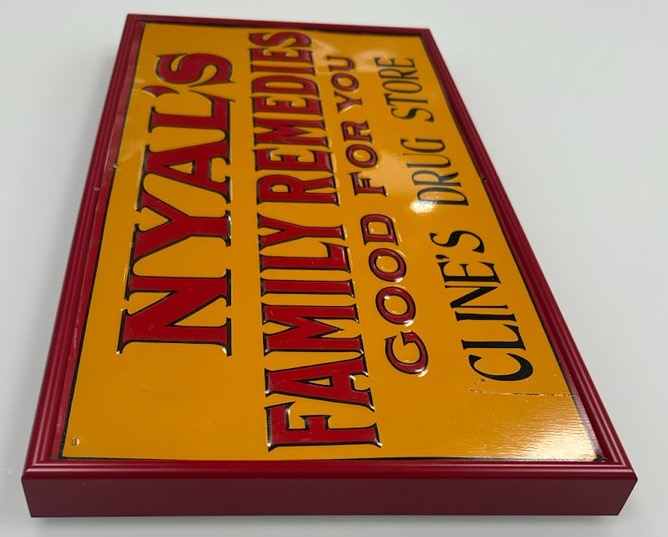 NYAL'S
FAMILY REMEDIES
GOOD FOR YOU
CLINE'S DRUG STORE